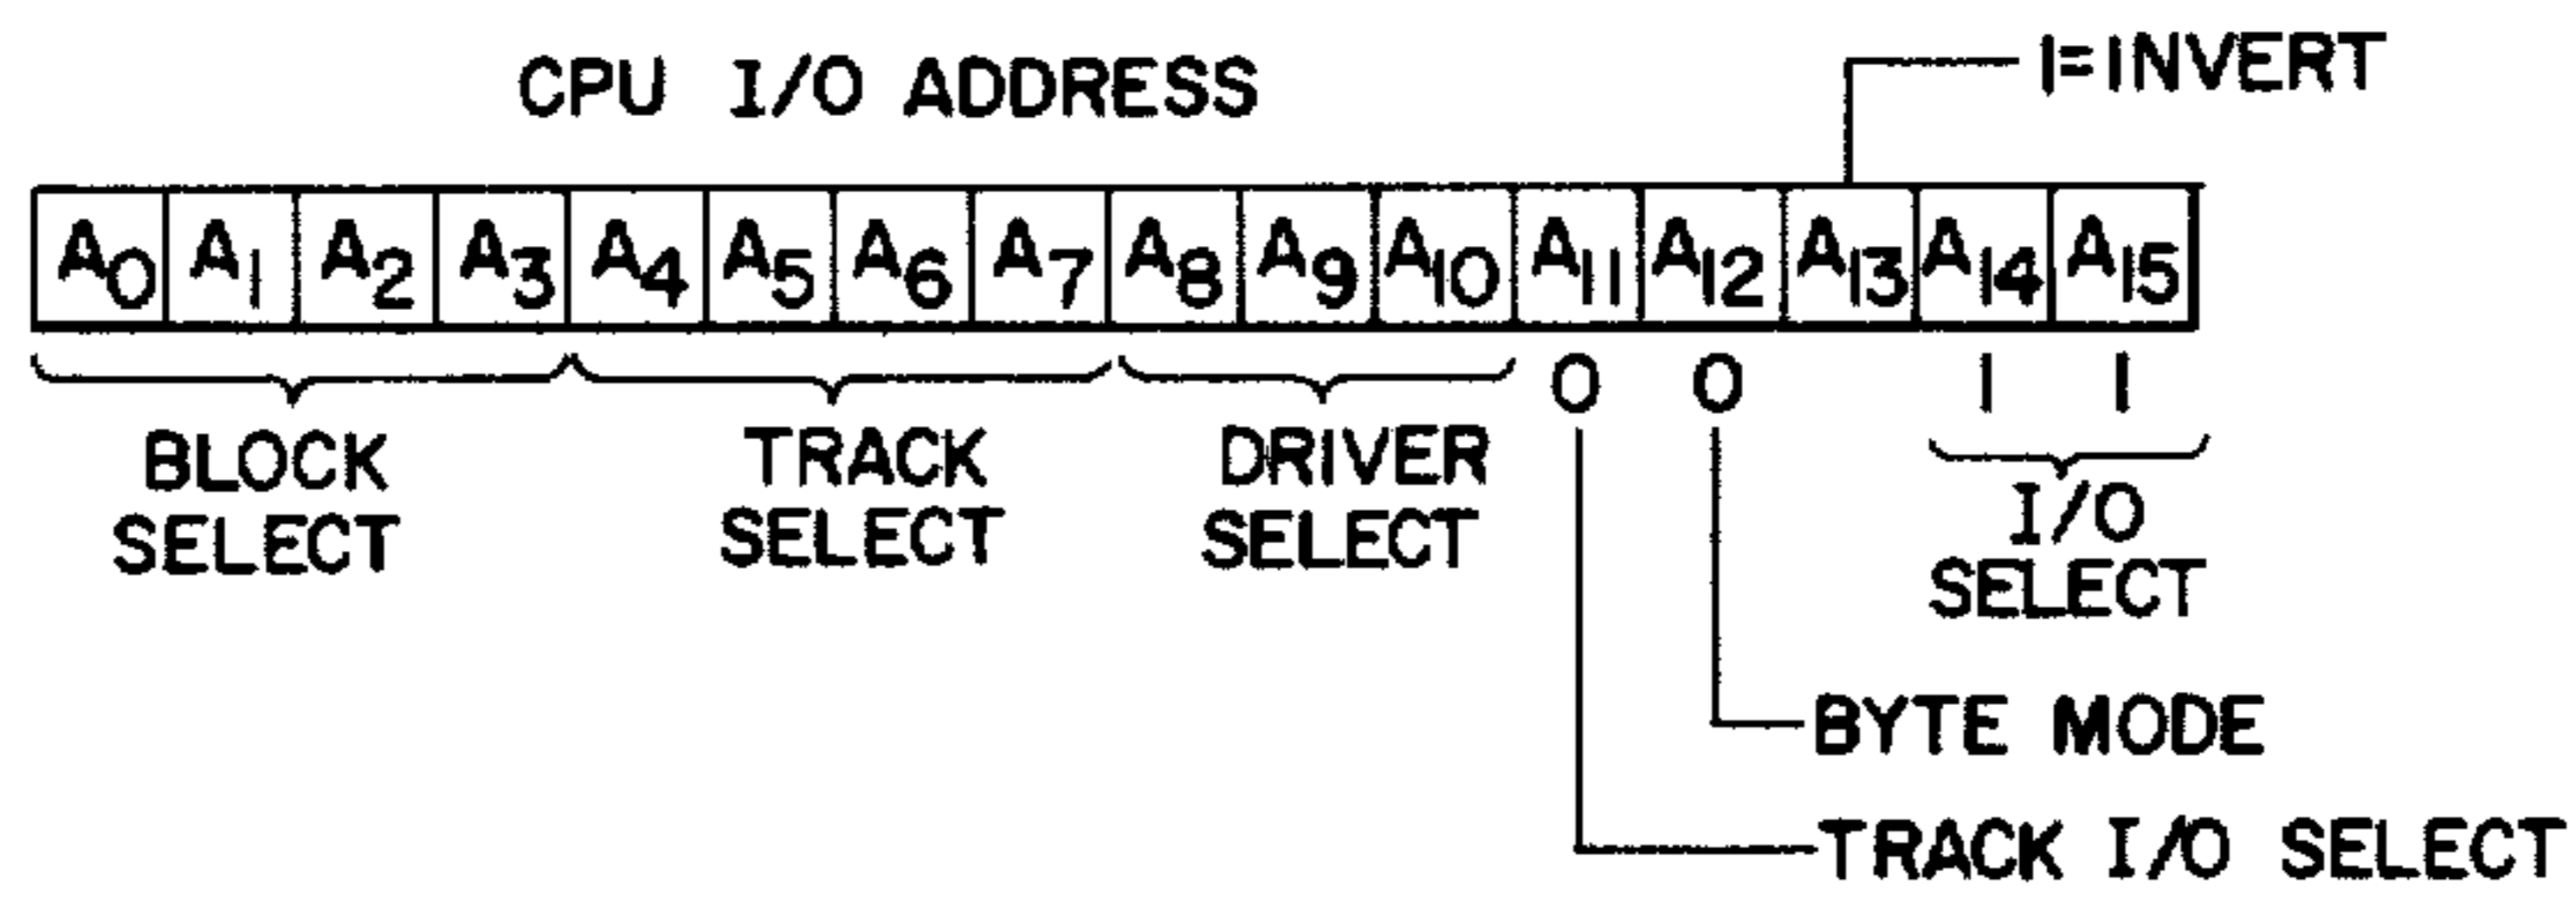 CPU I/O ADDRESS
1=INVERT
A0 A1 A2 A3 A4 A5 A6 A7 A8 A9 A10 A11 A12 A13 A14 A15
0 0 1 1
BLOCK
SELECT
TRACK
SELECT
DRIVER
SELECT
I/O
SELECT
BYTE MODE
TRACK I/O SELECT